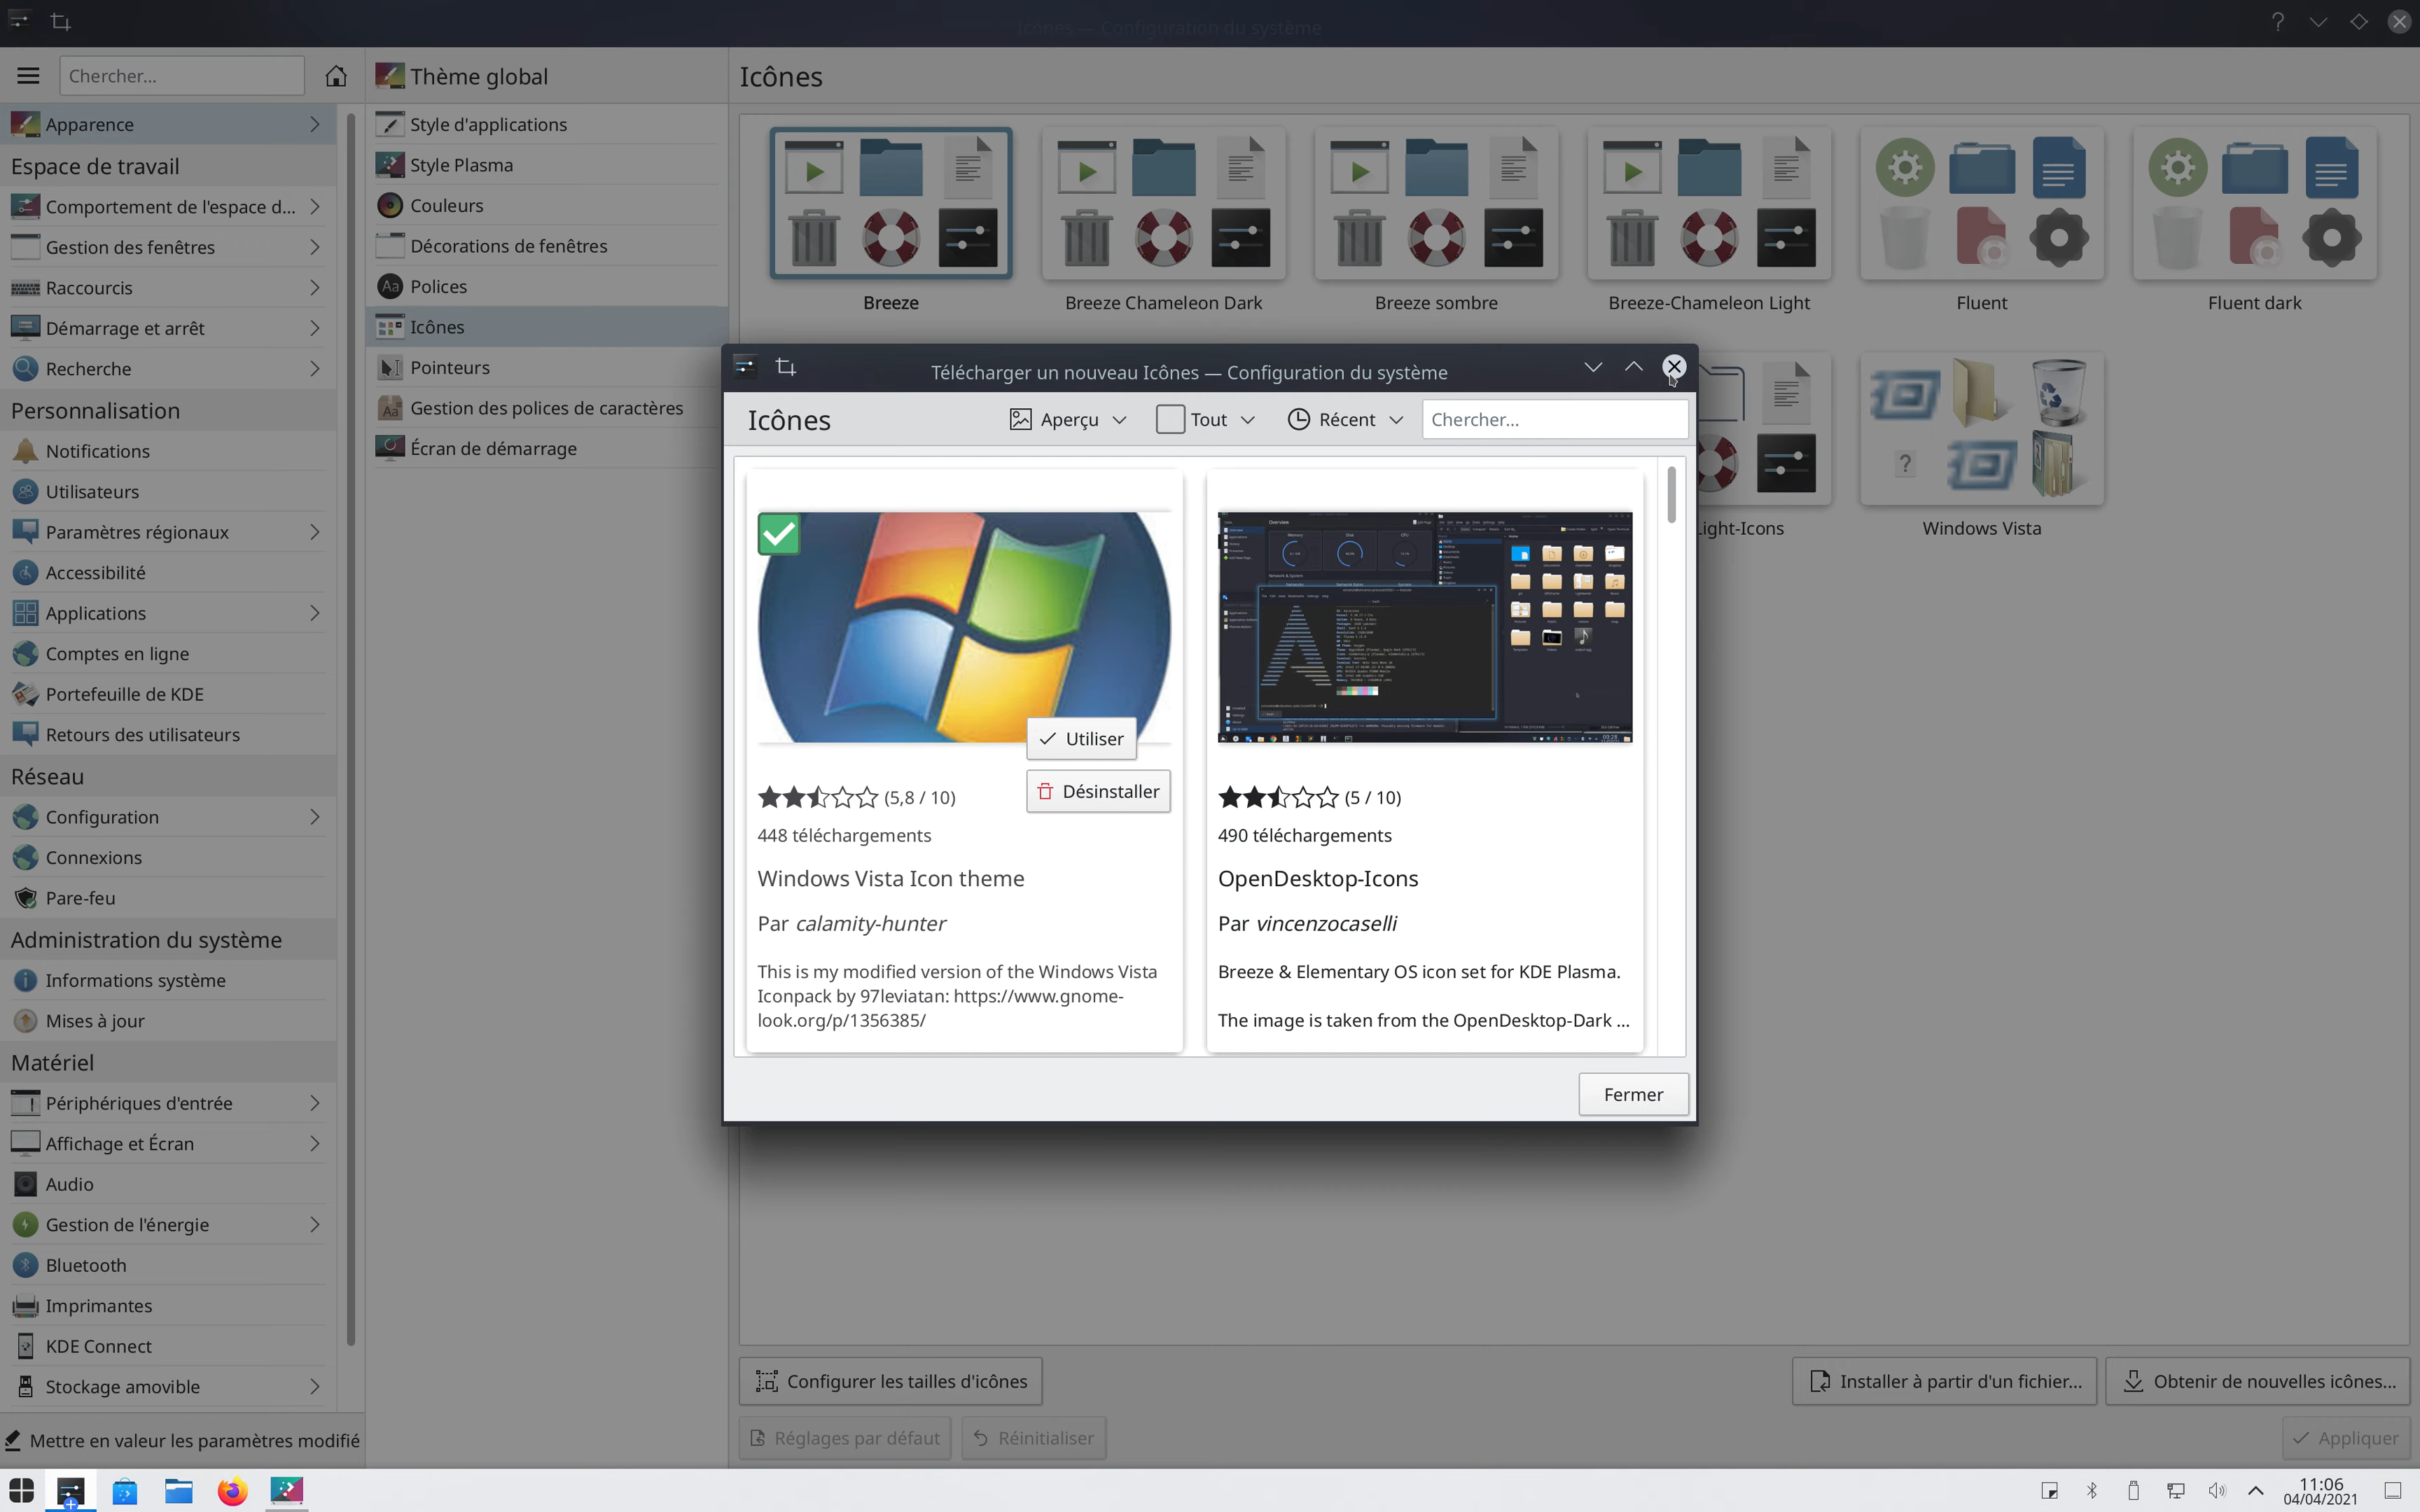 Icônes — Configuration du système
Chercher...
Thème global
Icônes
Apparence
Espace de travail
Comportement de l'espace d...
Gestion des fenêtres
Raccourcis
Démarrage et arrêt
Recherche
Personnalisation
Notifications
Utilisateurs
Paramètres régionaux
Accessibilité
Applications
Comptes en ligne
Portefeuille de KDE
Retours des utilisateurs
Réseau
Configuration
Connexions
Pare-feu
Administration du système
Informations système
Mises à jour
Matériel
Périphériques d'entrée
Affichage et Écran
Audio
Gestion de l'énergie
Bluetooth
Imprimantes
KDE Connect
Stockage amovible
Mettre en valeur les paramètres modifié
Style d'applications
Style Plasma
Couleurs
Décorations de fenêtres
Polices
Icônes
Pointeurs
Gestion des polices de caractères
Écran de démarrage
Breeze
Breeze Chameleon Dark
Breeze sombre
Breeze-Chameleon Light
Fluent
Fluent dark
Light-Icons
Windows Vista
Télécharger un nouveau Icônes — Configuration du système
Icônes
Aperçu
Tout
Récent
Chercher...
Utiliser
Désinstaller
(5,8 / 10)
448 téléchargements
Windows Vista Icon theme
Par calamity-hunter
This is my modified version of the Windows Vista
Iconpack by 97leviatan: https://www.gnome-
look.org/p/1356385/
(5 / 10)
490 téléchargements
OpenDesktop-Icons
Par vincenzocaselli
Breeze & Elementary OS icon set for KDE Plasma.
The image is taken from the OpenDesktop-Dark ...
Fermer
Configurer les tailles d'icônes
Installer à partir d'un fichier...
Obtenir de nouvelles icônes...
Réglages par défaut
Réinitialiser
Appliquer
11:06
04/04/2021